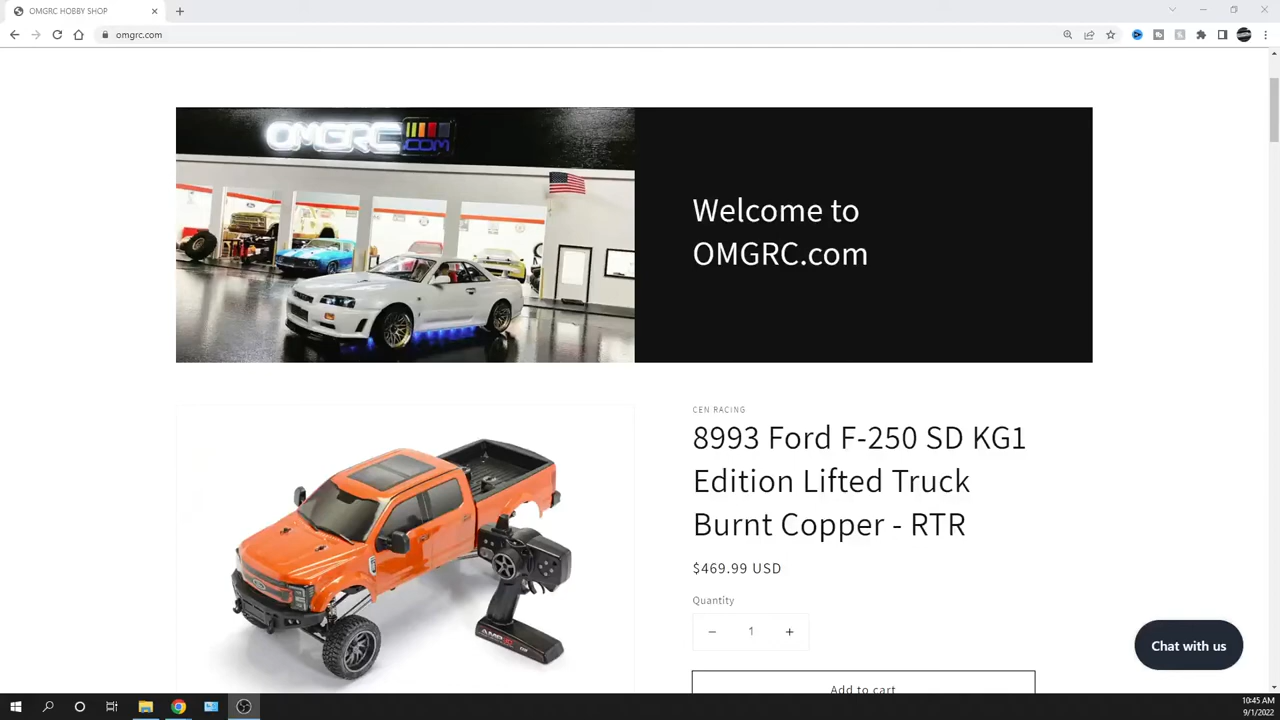 OMGRC HOBBY SHOP
omgrc.com
OMGRC.COM
Welcome to
OMGRC.com
CEN RACING
8993 Ford F-250 SD KG1
Edition Lifted Truck
Burnt Copper - RTR
$469.99 USD
Quantity
1
Add to cart
Chat with us
10:45 AM
9/1/2022